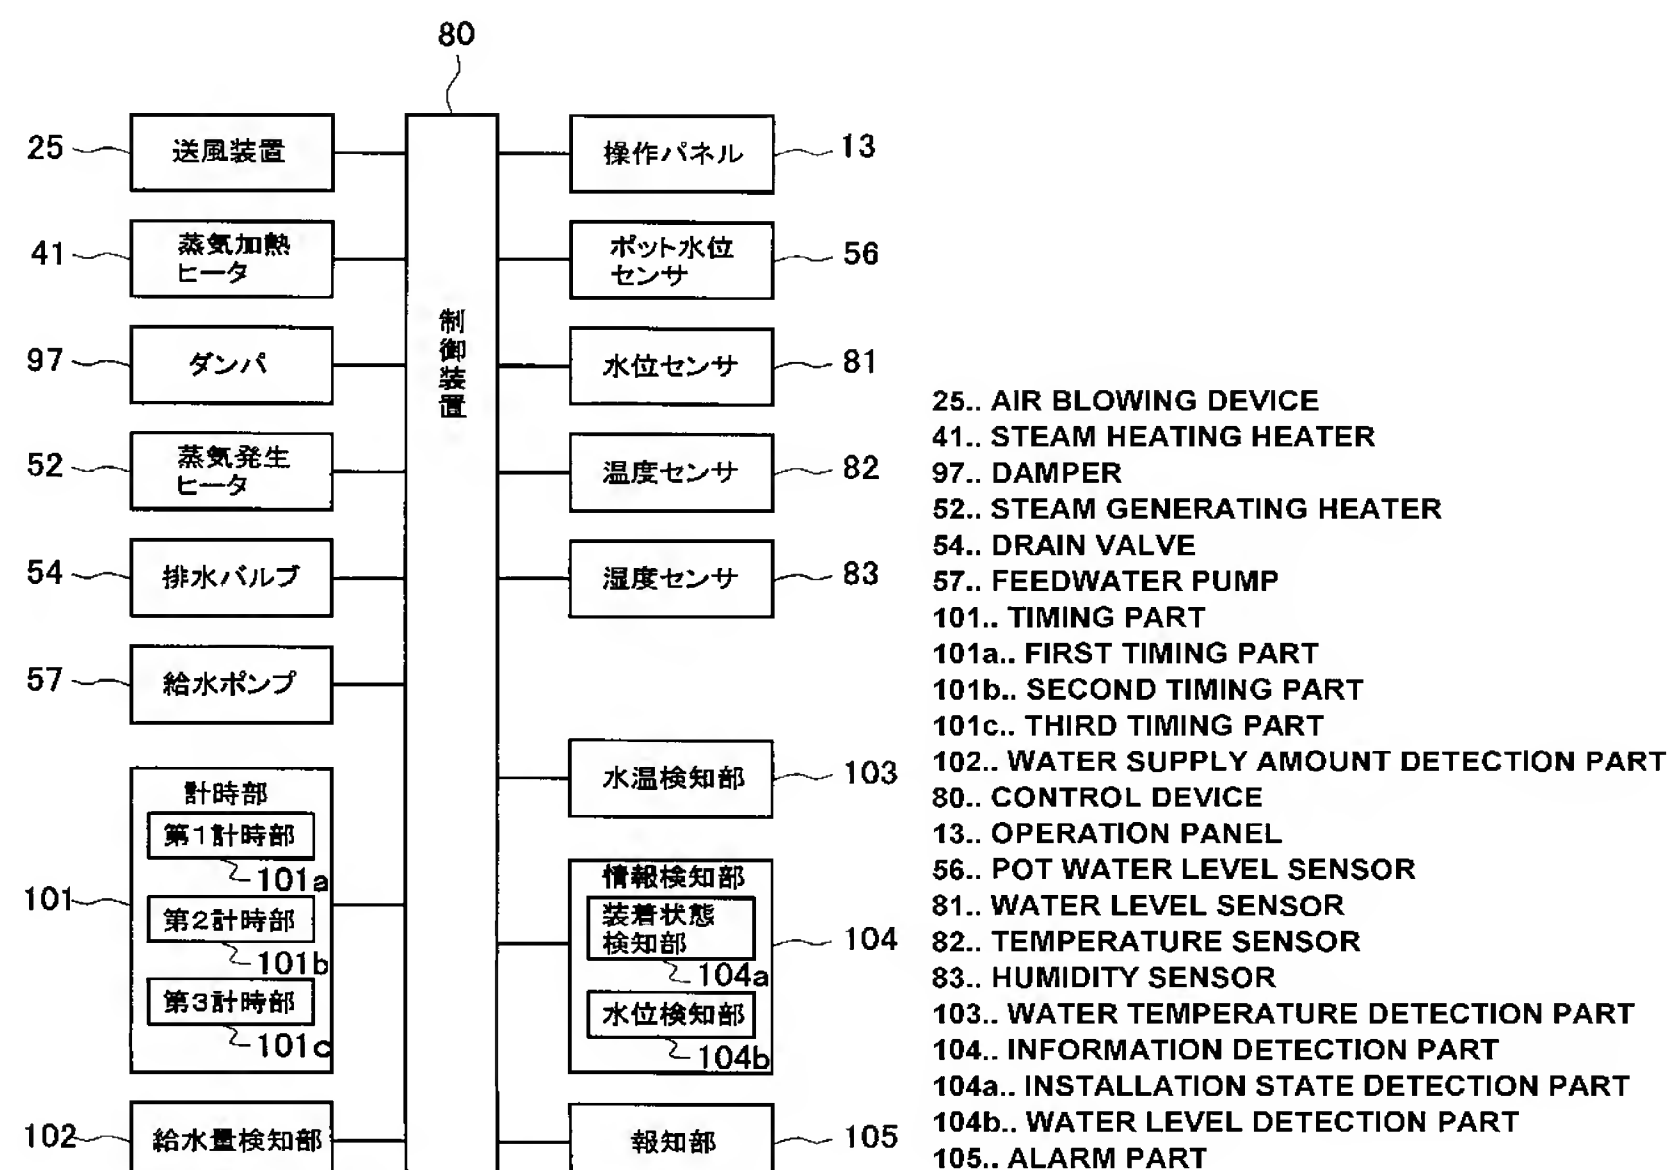 80
25
送風装置
操作パネル
13
41
蒸気加熱
ヒータ
ポット水位
センサ
56
制御装置
97
ダンパ
水位センサ
81
52
蒸気発生
ヒータ
温度センサ
82
54
排水バルブ
湿度センサ
83
57
給水ポンプ
水温検知部
103
101
計時部
第1計時部
101a
第2計時部
101b
第3計時部
101c
情報検知部
装着状態
検知部
104a
水位検知部
104b
104
102
給水量検知部
報知部
105
25.. AIR BLOWING DEVICE
41.. STEAM HEATING HEATER
97.. DAMPER
52.. STEAM GENERATING HEATER
54.. DRAIN VALVE
57.. FEEDWATER PUMP
101.. TIMING PART
101a.. FIRST TIMING PART
101b.. SECOND TIMING PART
101c.. THIRD TIMING PART
102.. WATER SUPPLY AMOUNT DETECTION PART
80.. CONTROL DEVICE
13.. OPERATION PANEL
56.. POT WATER LEVEL SENSOR
81.. WATER LEVEL SENSOR
82.. TEMPERATURE SENSOR
83.. HUMIDITY SENSOR
103.. WATER TEMPERATURE DETECTION PART
104.. INFORMATION DETECTION PART
104a.. INSTALLATION STATE DETECTION PART
104b.. WATER LEVEL DETECTION PART
105.. ALARM PART